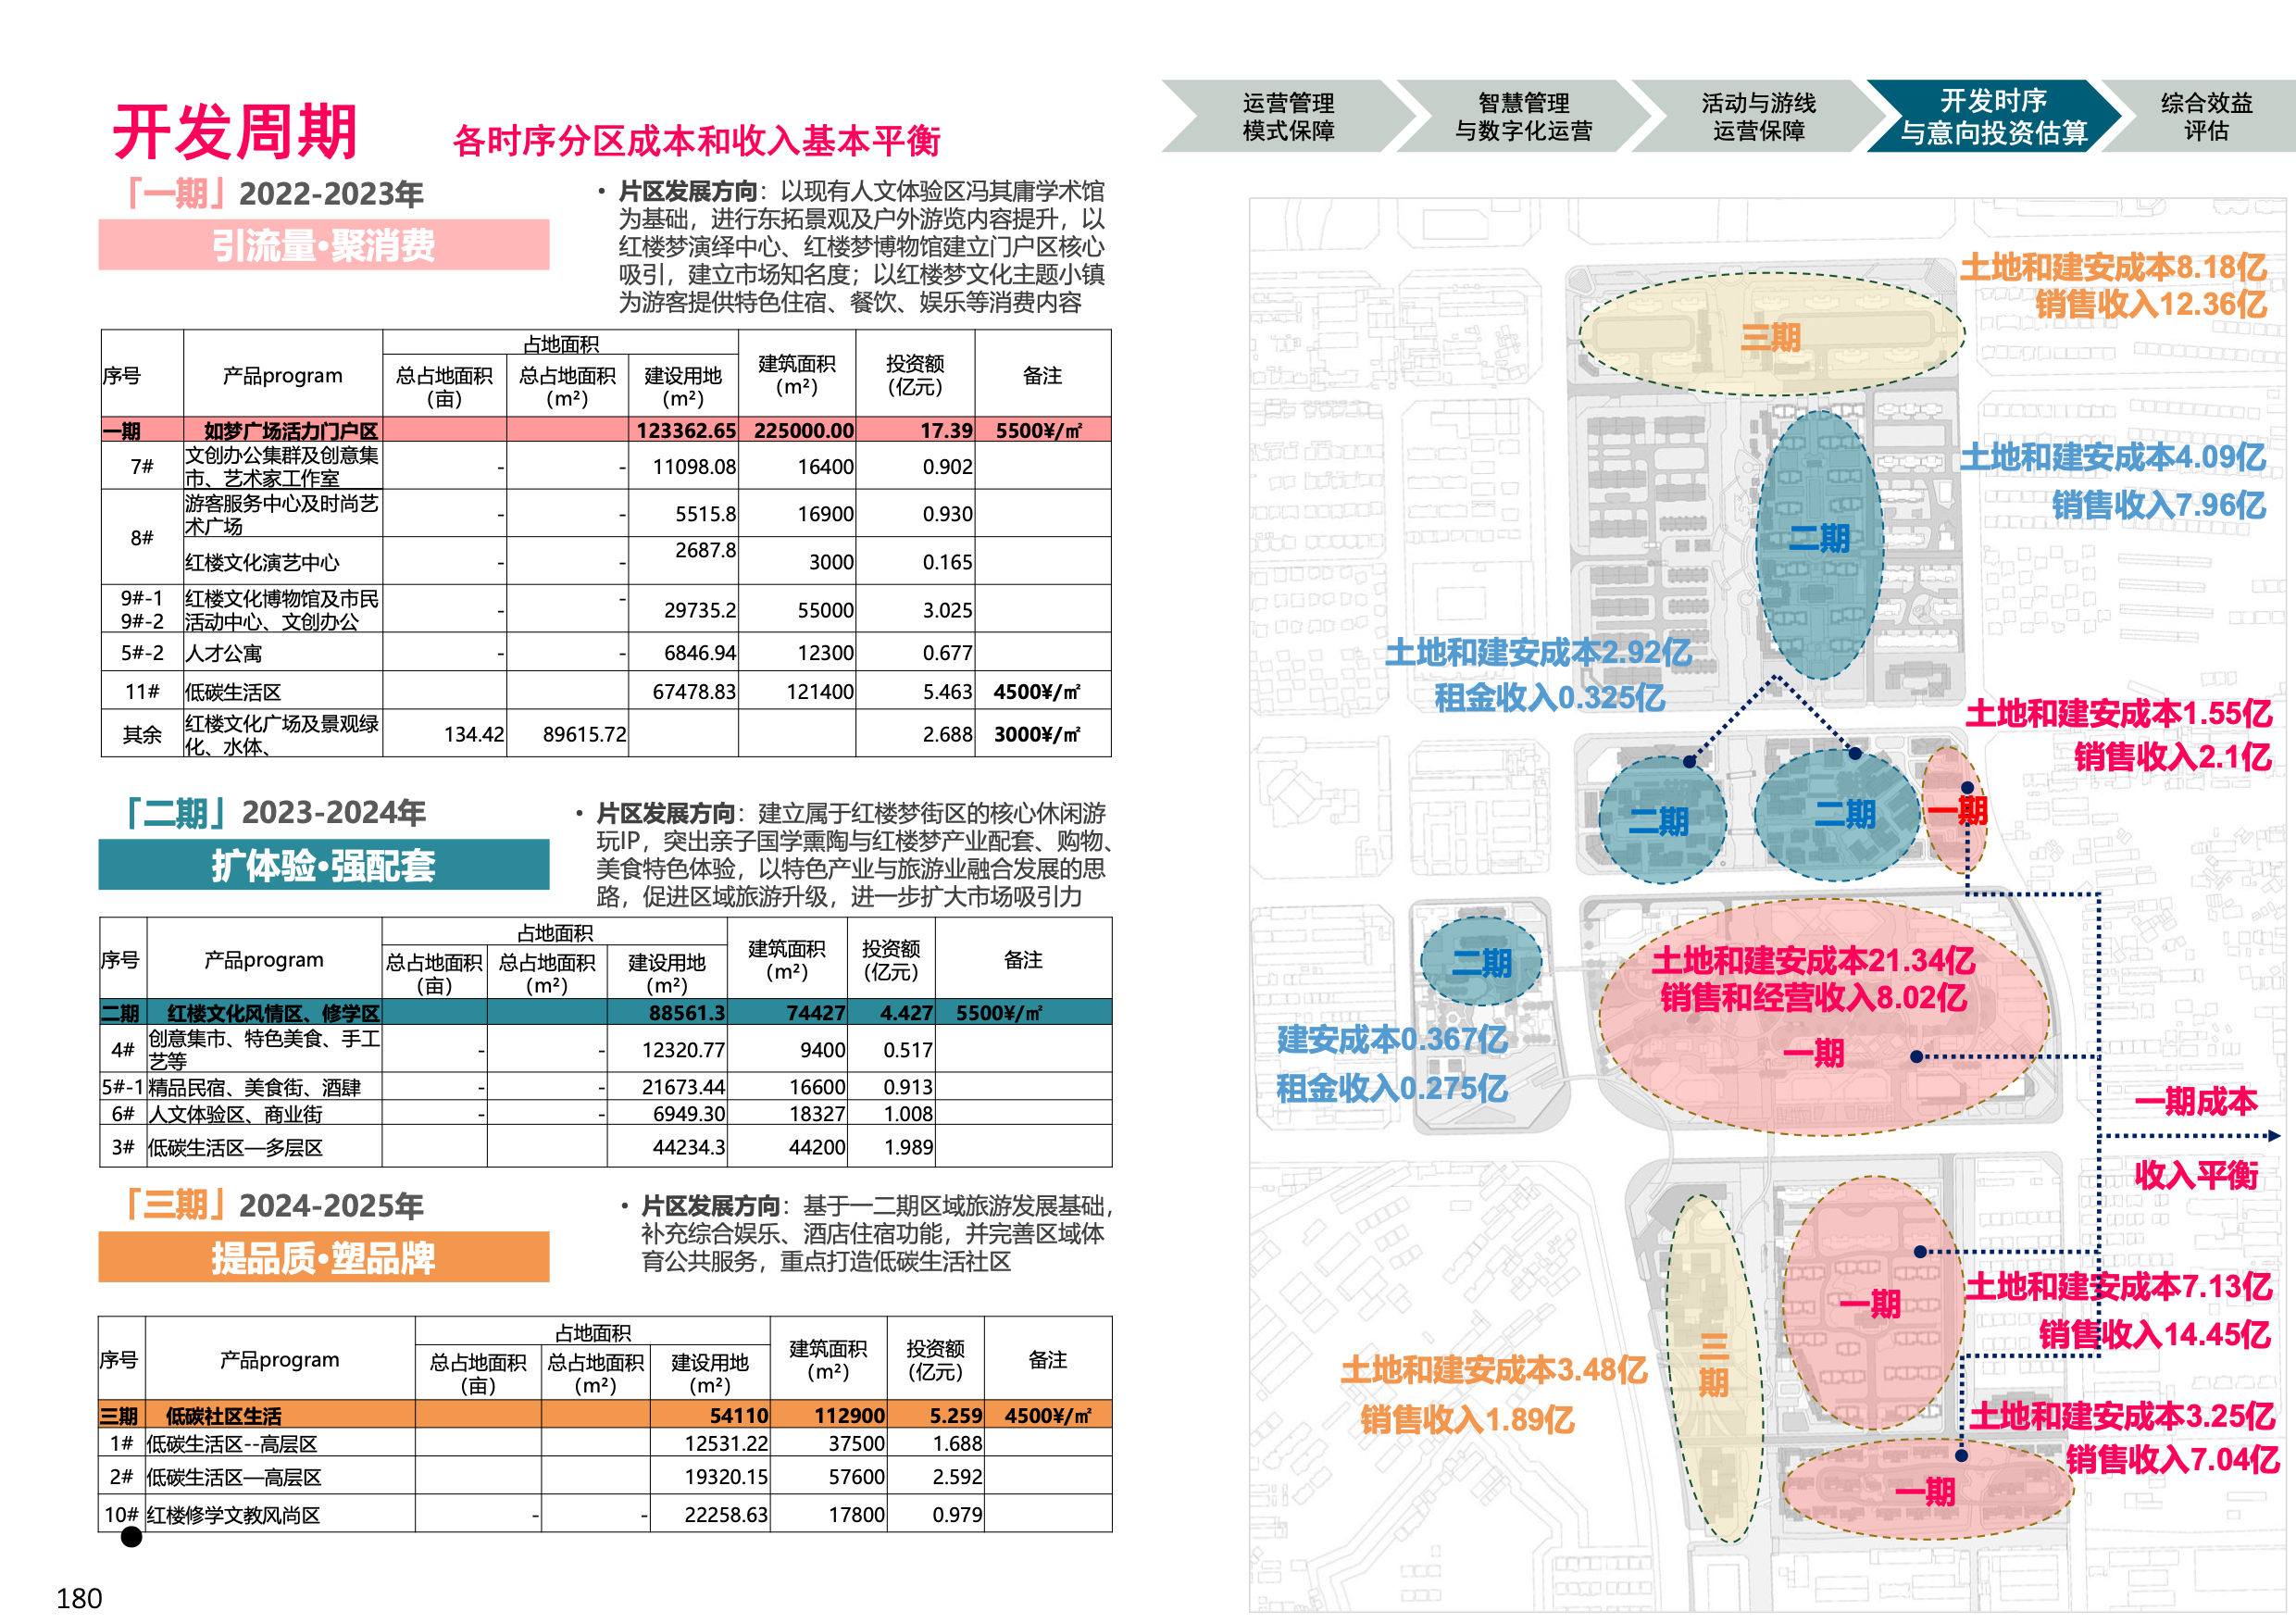 开发周期
各时序分区成本和收入基本平衡
运营管理
模式保障
智慧管理
与数字化运营
活动与游线
运营保障
开发时序
与意向投资估算
综合效益
评估
「一期」2022-2023年
引流量•聚消费
• 片区发展方向：以现有人文体验区冯其庸学术馆
为基础，进行东拓景观及户外游览内容提升，以
红楼梦演绎中心、红楼梦博物馆建立门户区核心
吸引，建立市场知名度；以红楼梦文化主题小镇
为游客提供特色住宿、餐饮、娱乐等消费内容
序号 产品program 占地面积 建筑面积（m²） 投资额（亿元） 备注
总占地面积（亩） 总占地面积（m²） 建设用地（m²）
一期 如梦广场活力门户区 123362.65 225000.00 17.39 5500¥/㎡
7# 文创办公集群及创意集市、艺术家工作室 - - 11098.08 16400 0.902
8# 游客服务中心及时尚艺术广场 - - 5515.8 16900 0.930
红楼文化演艺中心 - - 2687.8 3000 0.165
9#-1 9#-2 红楼文化博物馆及市民活动中心、文创办公 - - 29735.2 55000 3.025
5#-2 人才公寓 - - 6846.94 12300 0.677
11# 低碳生活区 67478.83 121400 5.463 4500¥/㎡
其余 红楼文化广场及景观绿化、水体、 134.42 89615.72 2.688 3000¥/㎡
「二期」2023-2024年
扩体验•强配套
• 片区发展方向：建立属于红楼梦街区的核心休闲游
玩IP，突出亲子国学熏陶与红楼梦产业配套、购物、
美食特色体验，以特色产业与旅游业融合发展的思
路，促进区域旅游升级，进一步扩大市场吸引力
序号 产品program 占地面积 建筑面积（m²） 投资额（亿元） 备注
总占地面积（亩） 总占地面积（m²） 建设用地（m²）
二期 红楼文化风情区、修学区 88561.3 74427 4.427 5500¥/㎡
4# 创意集市、特色美食、手工艺等 - - 12320.77 9400 0.517
5#-1 精品民宿、美食街、酒肆 - - 21673.44 16600 0.913
6# 人文体验区、商业街 - - 6949.30 18327 1.008
3# 低碳生活区—多层区 44234.3 44200 1.989
「三期」2024-2025年
提品质•塑品牌
• 片区发展方向：基于一二期区域旅游发展基础，
补充综合娱乐、酒店住宿功能，并完善区域体
育公共服务，重点打造低碳生活社区
序号 产品program 占地面积 建筑面积（m²） 投资额（亿元） 备注
总占地面积（亩） 总占地面积（m²） 建设用地（m²）
三期 低碳社区生活 54110 112900 5.259 4500¥/㎡
1# 低碳生活区--高层区 12531.22 37500 1.688
2# 低碳生活区—高层区 19320.15 57600 2.592
10# 红楼修学文教风尚区 - - 22258.63 17800 0.979
180
土地和建安成本8.18亿
销售收入12.36亿
三期
土地和建安成本4.09亿
销售收入7.96亿
二期
土地和建安成本2.92亿
租金收入0.325亿
土地和建安成本1.55亿
销售收入2.1亿
二期
二期
一期
二期
土地和建安成本21.34亿
销售和经营收入8.02亿
一期
建安成本0.367亿
租金收入0.275亿
一期成本
收入平衡
一期
土地和建安成本7.13亿
销售收入14.45亿
三
期
土地和建安成本3.48亿
销售收入1.89亿
土地和建安成本3.25亿
销售收入7.04亿
一期